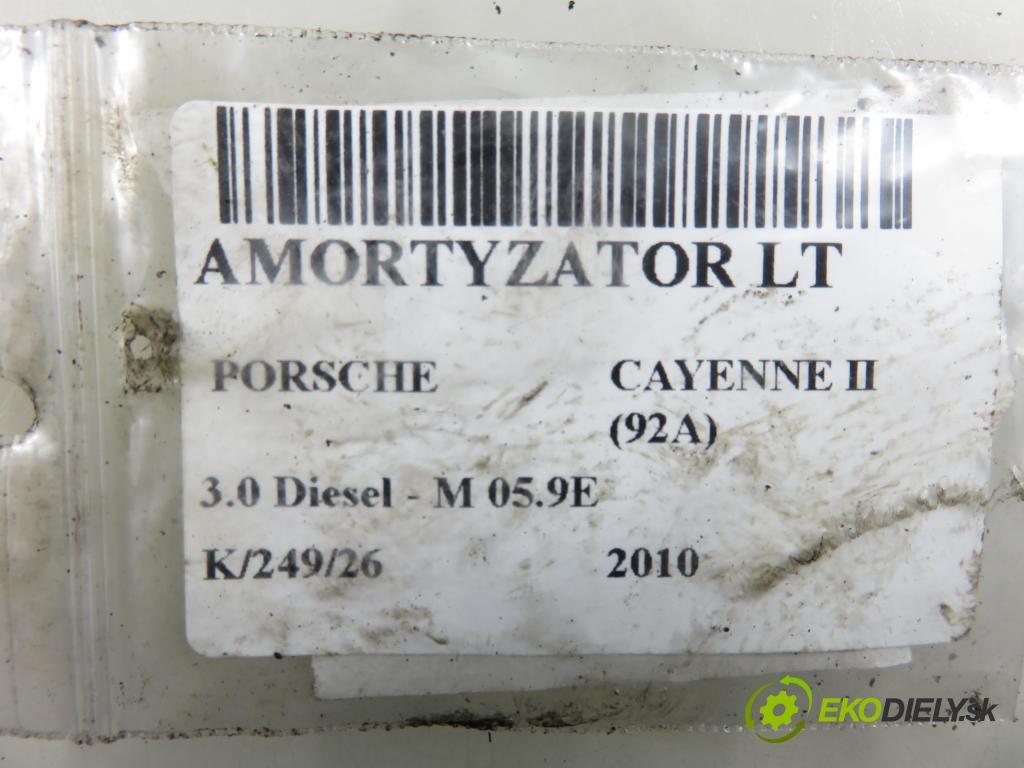 AMORTYZATOR LT
PORSCHE CAYENNE II
(92A)
3.0 Diesel - M 05.9E
K/249/26 2010
EKODIELY.sk